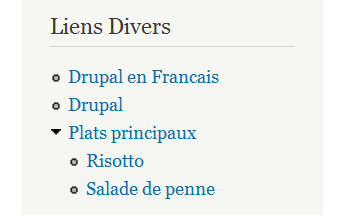 Liens Divers
Drupal en Francais
Drupal
Plats principaux
Risotto
Salade de penne